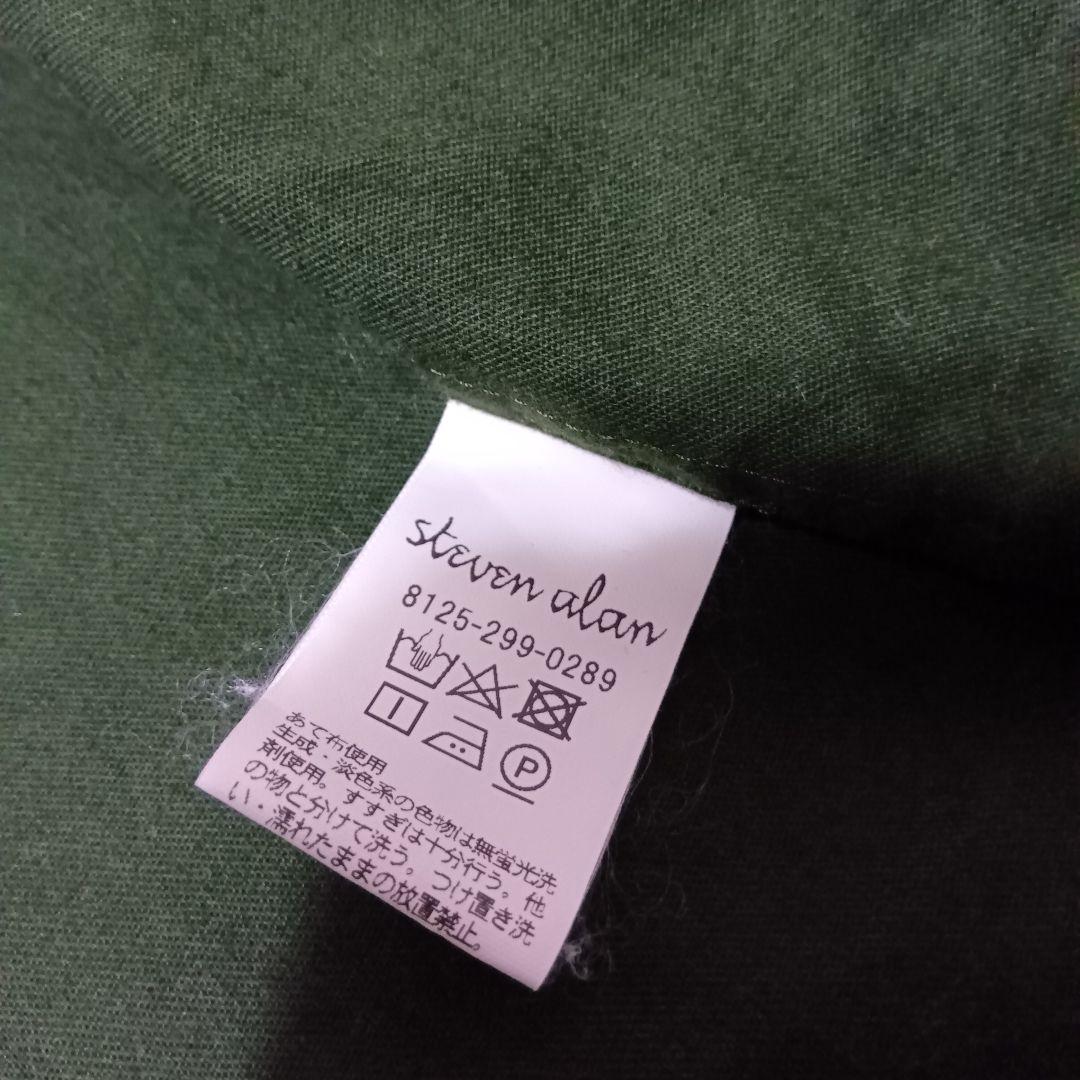 steven alan
8125-299-0289
P
あて布使用
生成・淡色系の色物は無蛍光洗
剤使用。すすぎは十分行う。他
の物と分けて洗う。つけ置き洗
い・濡れたままの放置禁止。